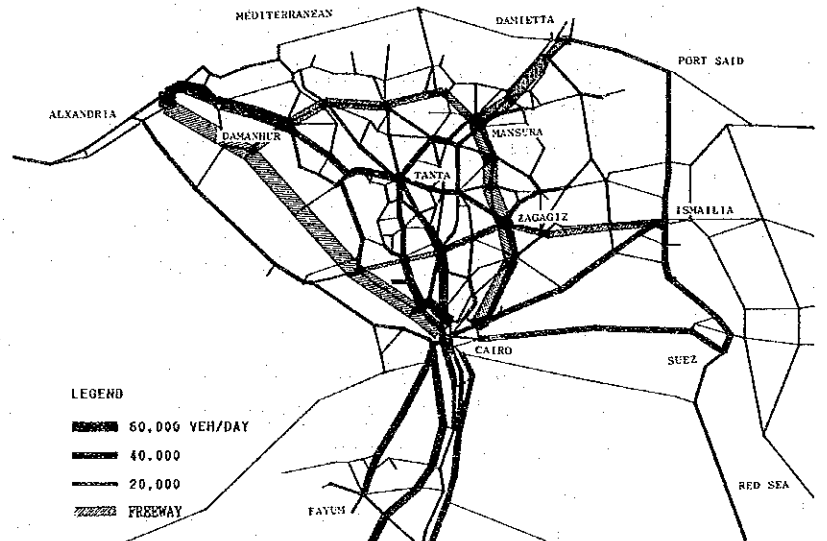 MEDITERRANEAN
DAMIETTA
PORT SAID
ALXANDRIA
DAMANHUR
MANSURA
TANTA
ZAGAGIZ
ISMAILIA
CAIRO
SUEZ
LEGEND
60,000 VEH/DAY
40,000
20,000
FREEWAY
FAYUM
RED SEA